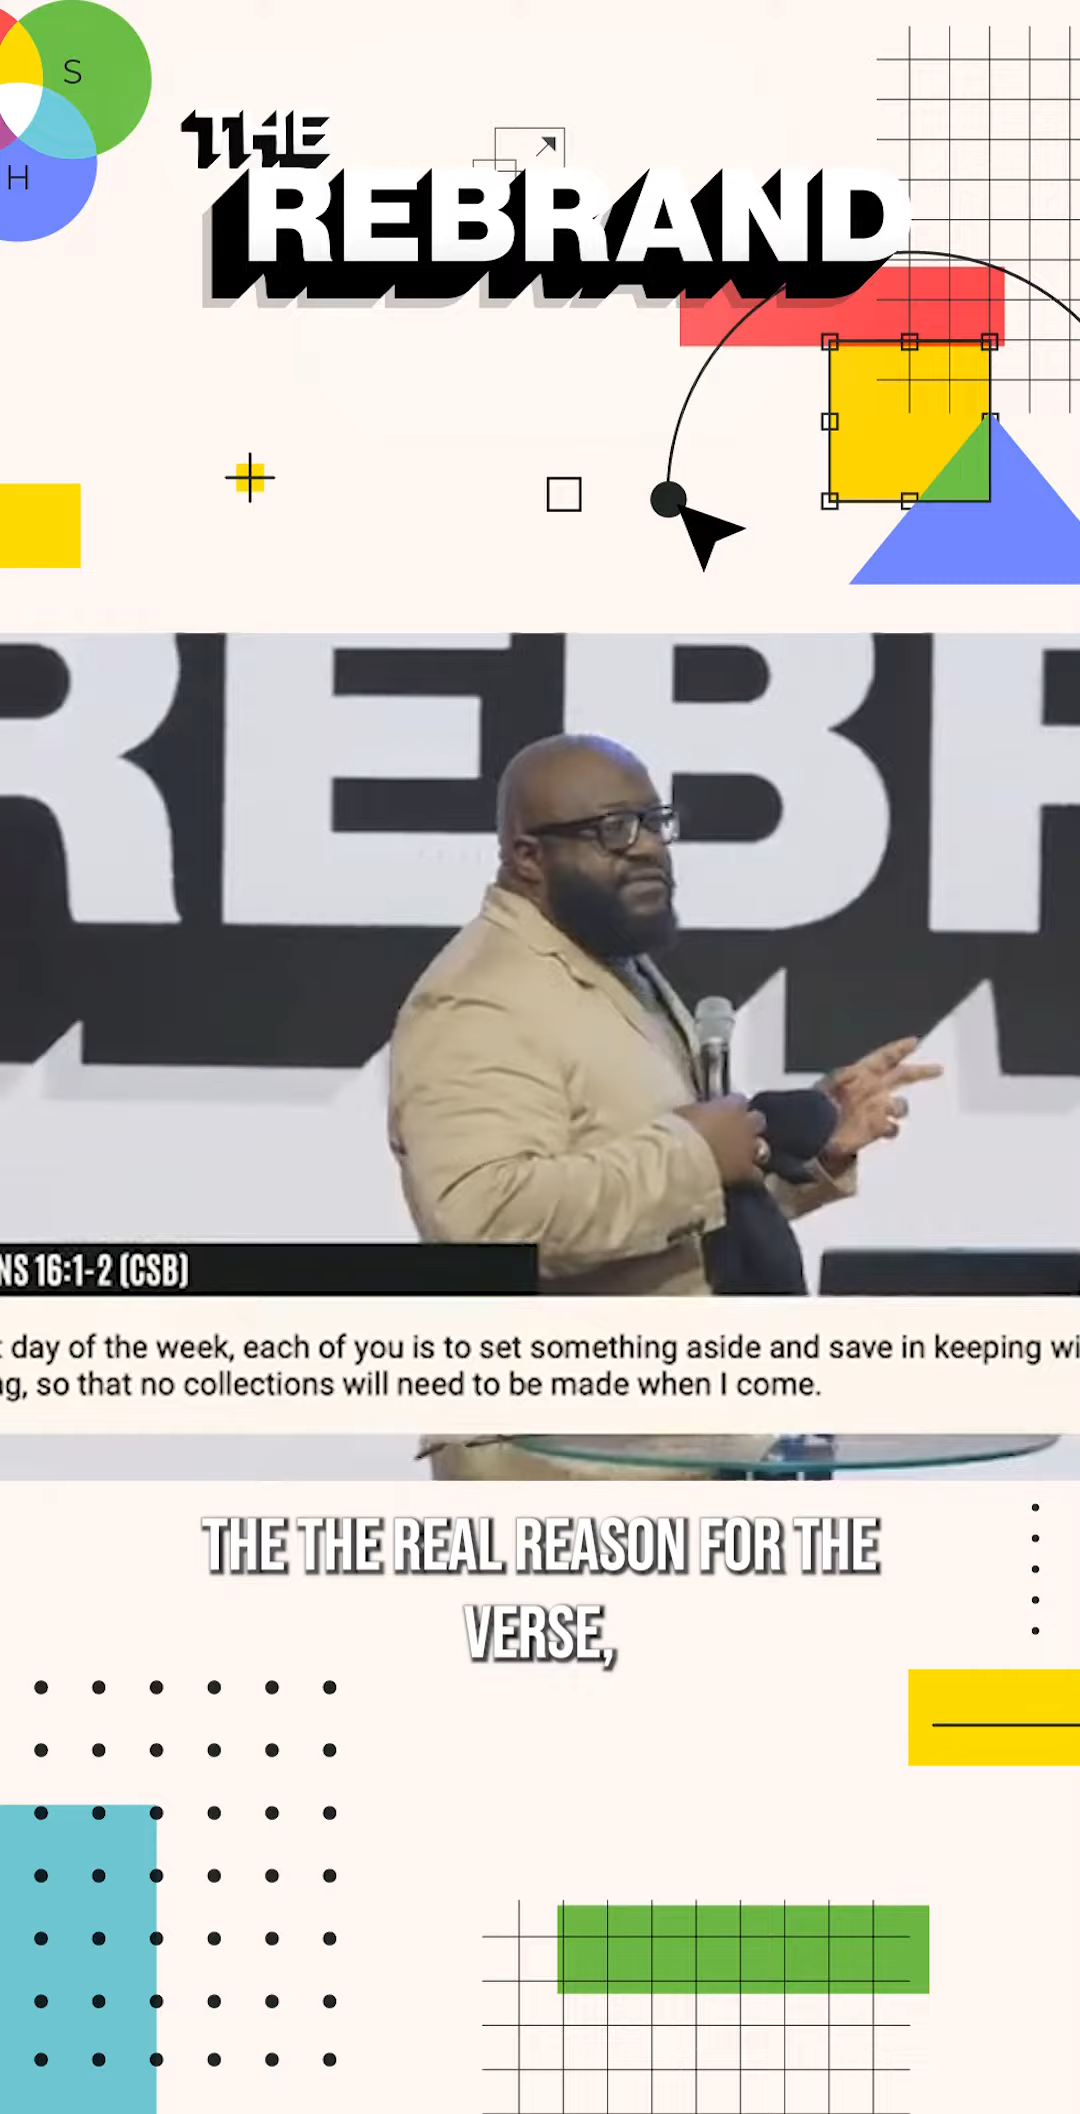 S
H
THE
REBRAND
REBR
NS 16:1-2 (CSB)
day of the week, each of you is to set something aside and save in keeping
so that no collections will need to be made when I come.
THE THE REAL REASON FOR THE
VERSE,